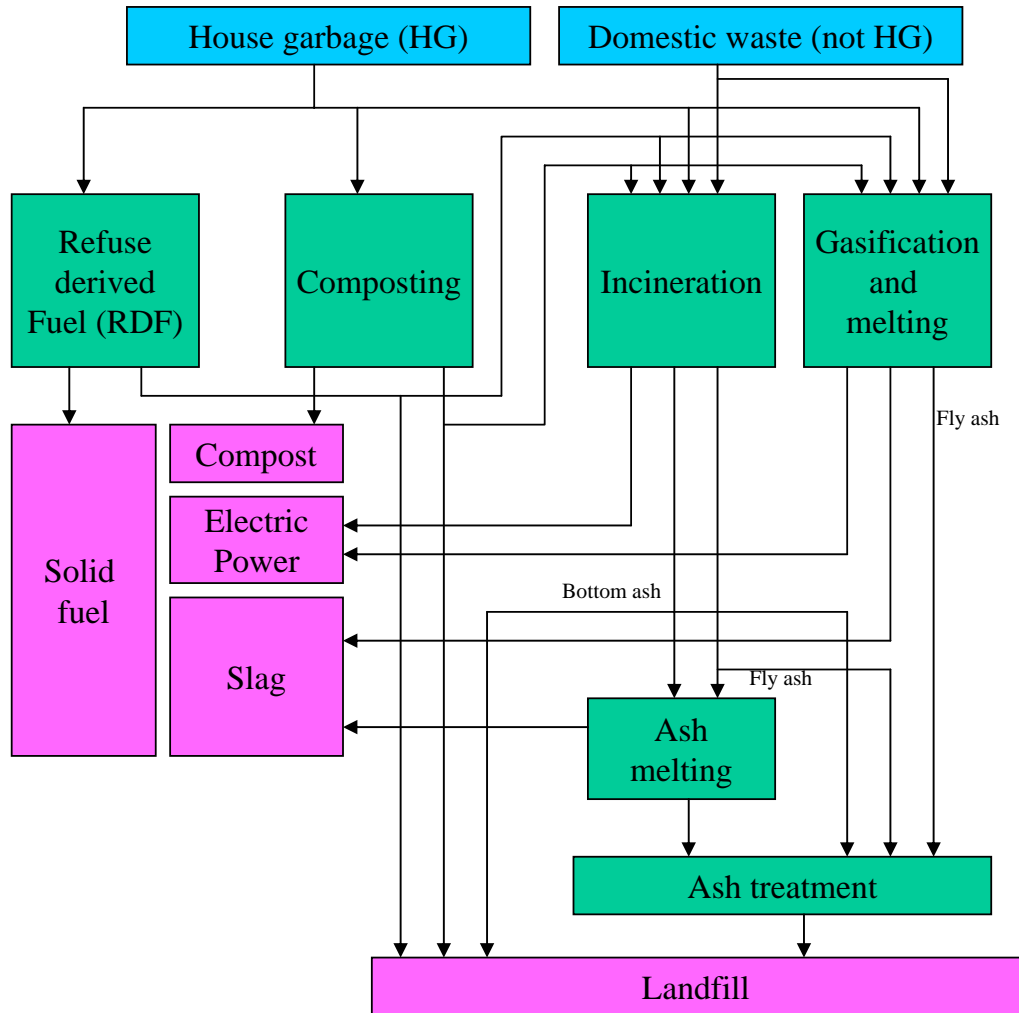 House garbage (HG)
Domestic waste (not HG)
Refuse
derived
Fuel (RDF)
Composting
Incineration
Gasification
and
melting
Fly ash
Solid
fuel
Compost
Electric
Power
Bottom ash
Slag
Fly ash
Ash
melting
Ash treatment
Landfill